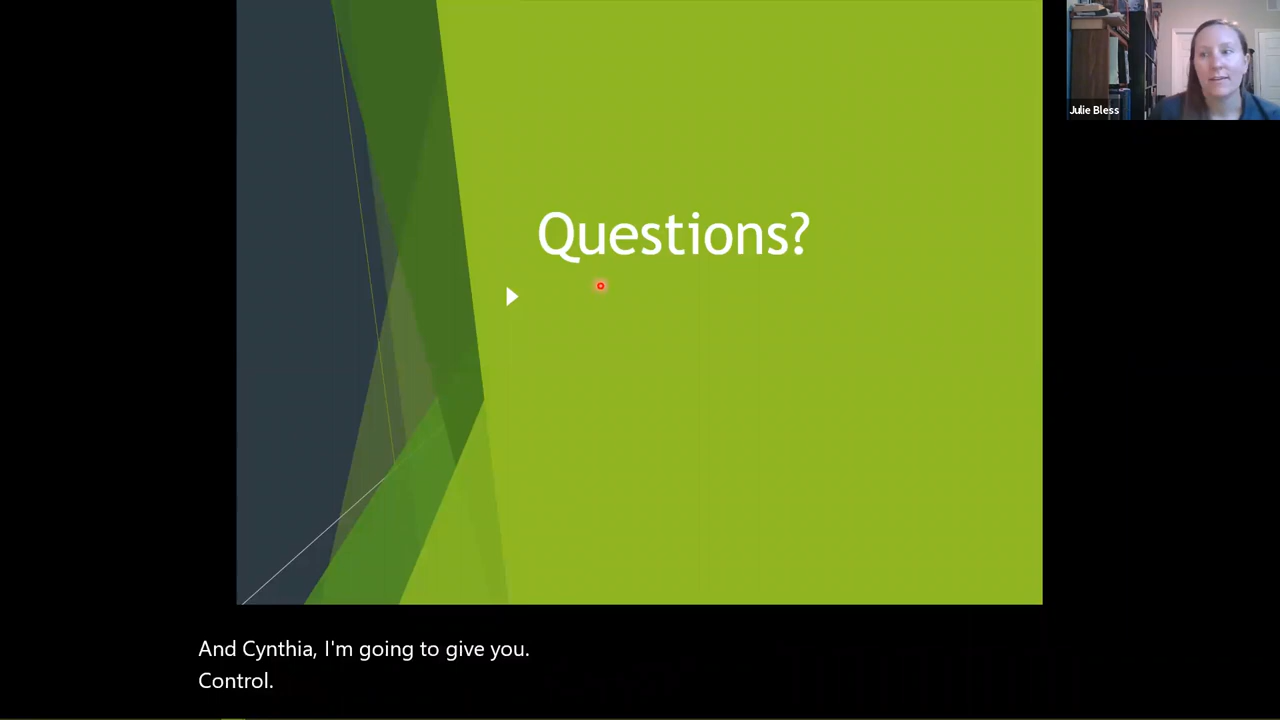 Questions?
Julie Bless
And Cynthia, I'm going to give you.
Control.